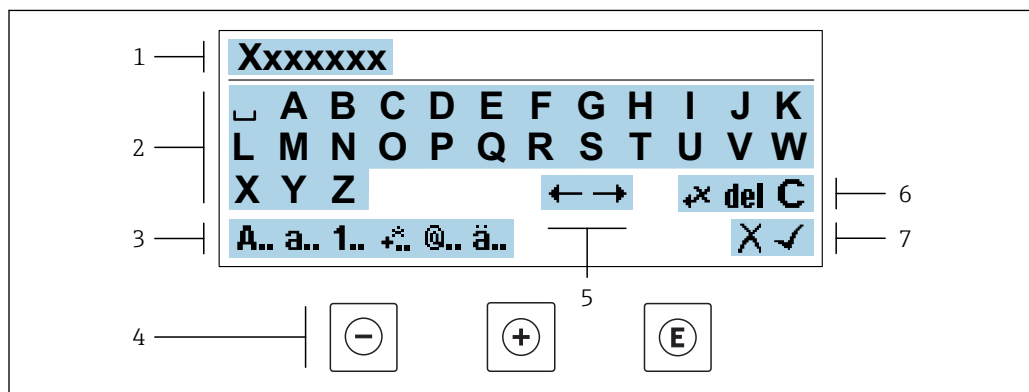 1 Xxxxxxx
␣ A B C D E F G H I J K
2 L M N O P Q R S T U V W
X Y Z ← → +× del C 6
3 A.. a.. 1.. +*.. @.. ä.. X ✓ 7
5
4 − + E